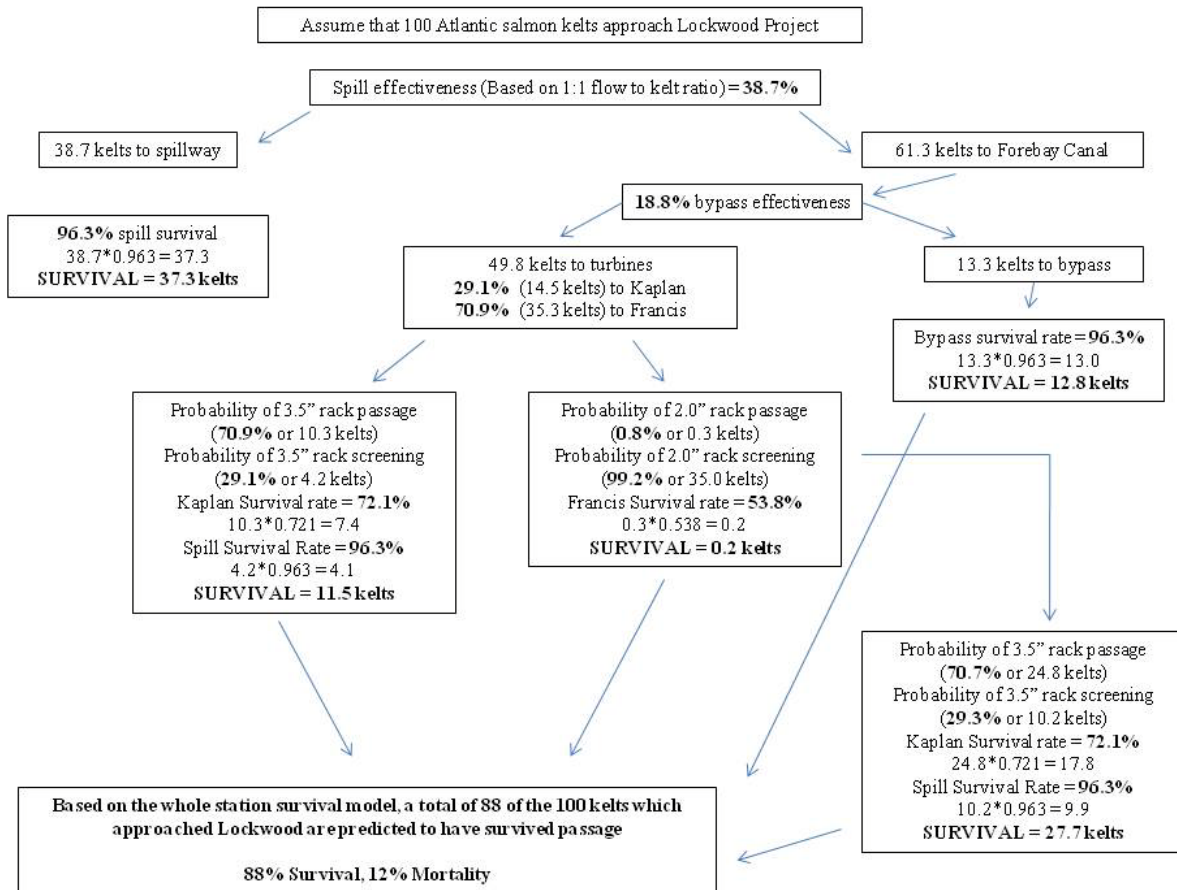 Assume that 100 Atlantic salmon kelts approach Lockwood Project
Spill effectiveness (Based on 1:1 flow to kelt ratio) = 38.7%
38.7 kelts to spillway
61.3 kelts to Forebay Canal
18.8% bypass effectiveness
96.3% spill survival
38.7*0.963 = 37.3
SURVIVAL = 37.3 kelts
49.8 kelts to turbines
29.1% (14.5 kelts) to Kaplan
70.9% (35.3 kelts) to Francis
13.3 kelts to bypass
Bypass survival rate = 96.3%
13.3*0.963 = 13.0
SURVIVAL = 12.8 kelts
Probability of 3.5” rack passage
(70.9% or 10.3 kelts)
Probability of 3.5” rack screening
(29.1% or 4.2 kelts)
Kaplan Survival rate = 72.1%
10.3*0.721 = 7.4
Spill Survival Rate = 96.3%
4.2*0.963 = 4.1
SURVIVAL = 11.5 kelts
Probability of 2.0” rack passage
(0.8% or 0.3 kelts)
Probability of 2.0” rack screening
(99.2% or 35.0 kelts)
Francis Survival rate = 53.8%
0.3*0.538 = 0.2
SURVIVAL = 0.2 kelts
Probability of 3.5” rack passage
(70.7% or 24.8 kelts)
Probability of 3.5” rack screening
(29.3% or 10.2 kelts)
Kaplan Survival rate = 72.1%
24.8*0.721 = 17.8
Spill Survival Rate = 96.3%
10.2*0.963 = 9.9
SURVIVAL = 27.7 kelts
Based on the whole station survival model, a total of 88 of the 100 kelts which
approached Lockwood are predicted to have survived passage
88% Survival, 12% Mortality